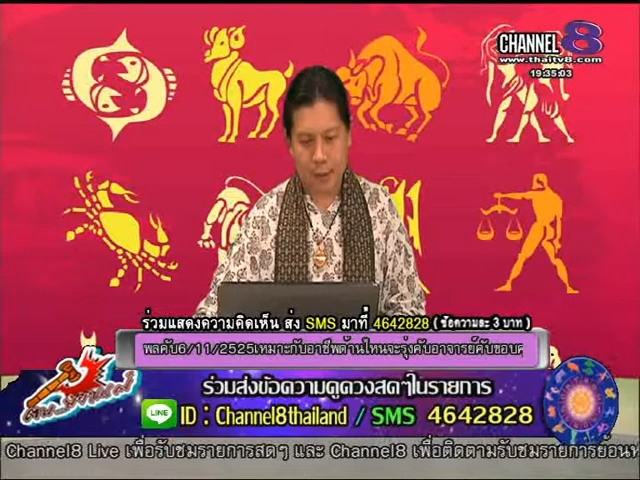 CHANNEL 8
www.thaitv8.com
19:35:03
ร่วมแสดงความคิดเห็น ส่ง SMS มาที่ 4642828 ( ข้อความละ 3 บาท )
พลคับ6/11/2525เหมาะกับอาชีพด้านไหนจะรุ่งคับอาจารย์คับขอบคุ
ร่วมส่งข้อความดูดวงสดๆในรายการ
LINE ID : Channel8thailand / SMS 4642828
Channel8 Live เพื่อรับชมรายการสดๆ และ Channel8 เพื่อติดตามรับชมรายการย้อนห